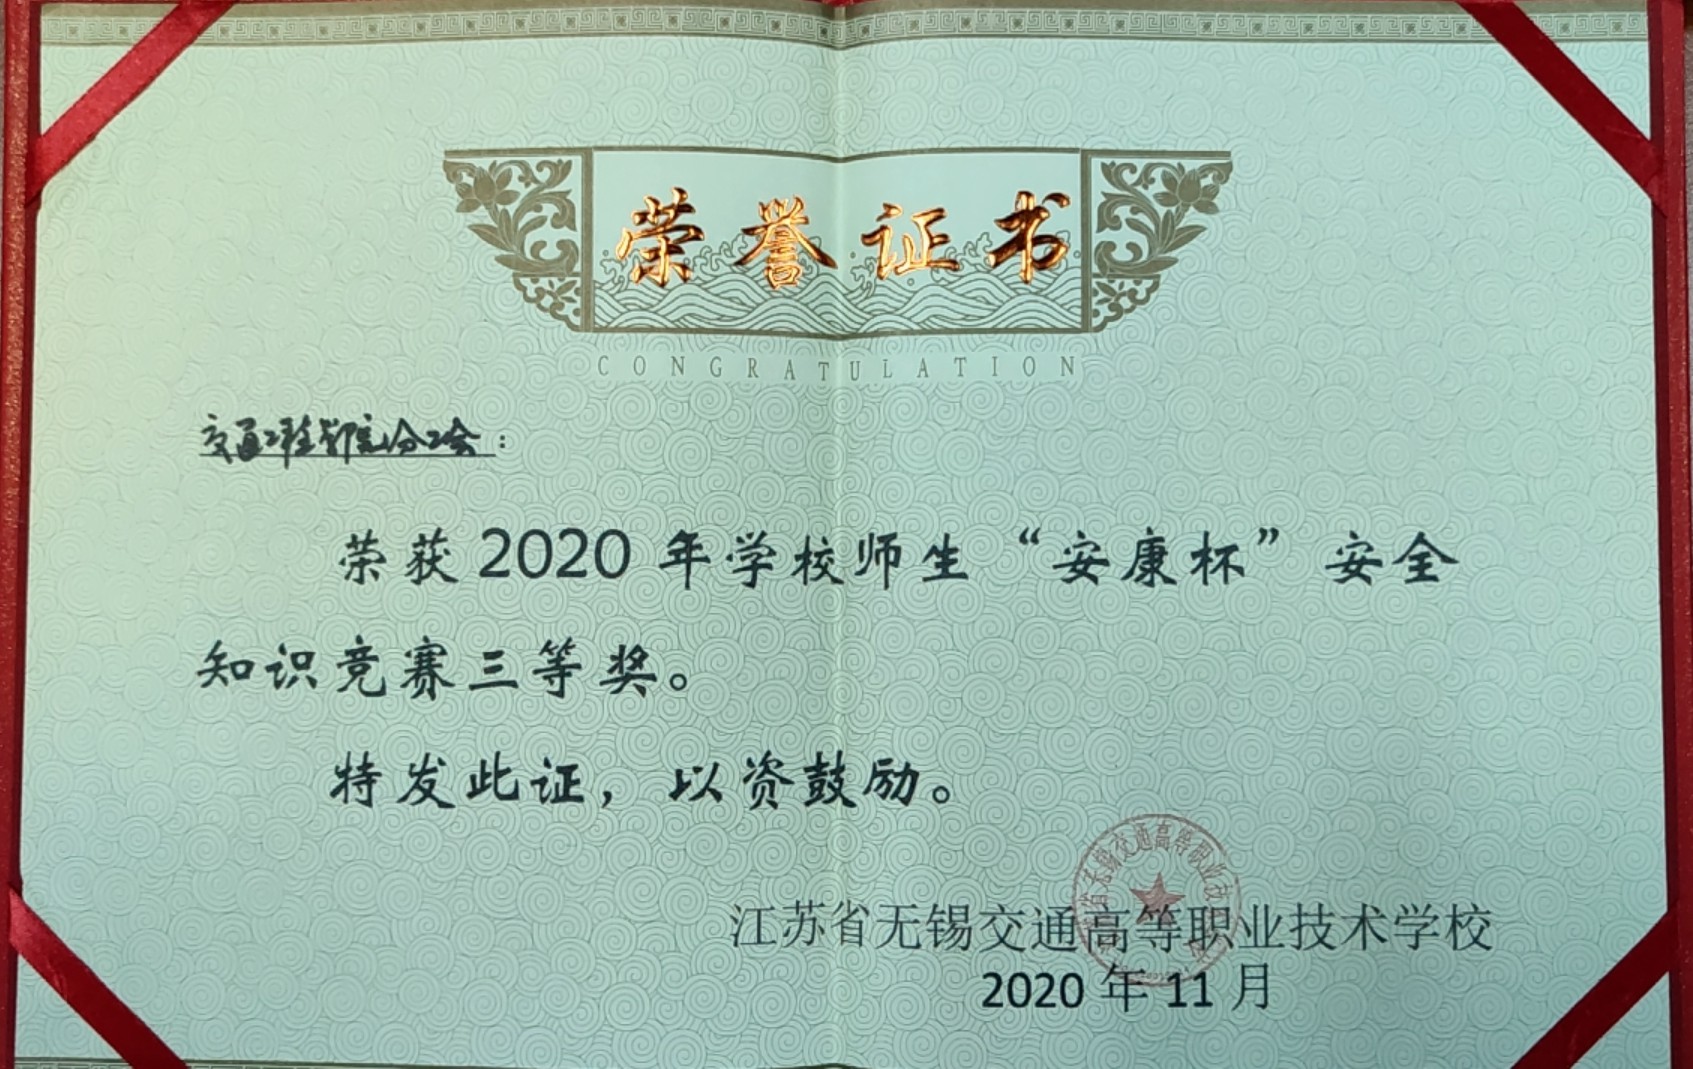 荣誉证书
CONGRATULATION
交通工程学院分工会：
荣获2020年学校师生“安康杯”安全
知识竞赛三等奖。
特发此证，以资鼓励。
江苏省无锡交通高等职业技术学校
2020年11月